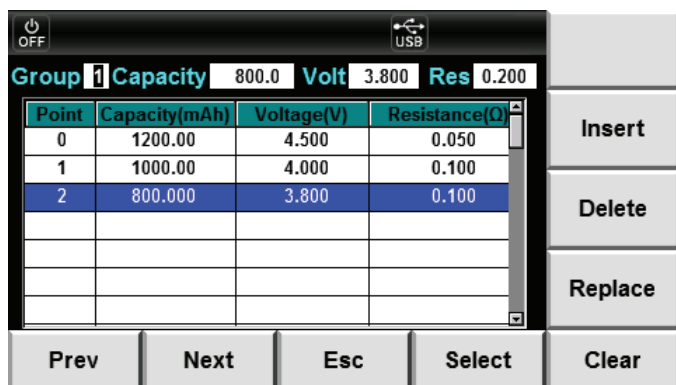 OFF USB
Group 1 Capacity 800.0 Volt 3.800 Res 0.200
Point Capacity(mAh) Voltage(V) Resistance(Ω)
0 1200.00 4.500 0.050
1 1000.00 4.000 0.100
2 800.000 3.800 0.100
Insert
Delete
Replace
Prev Next Esc Select Clear